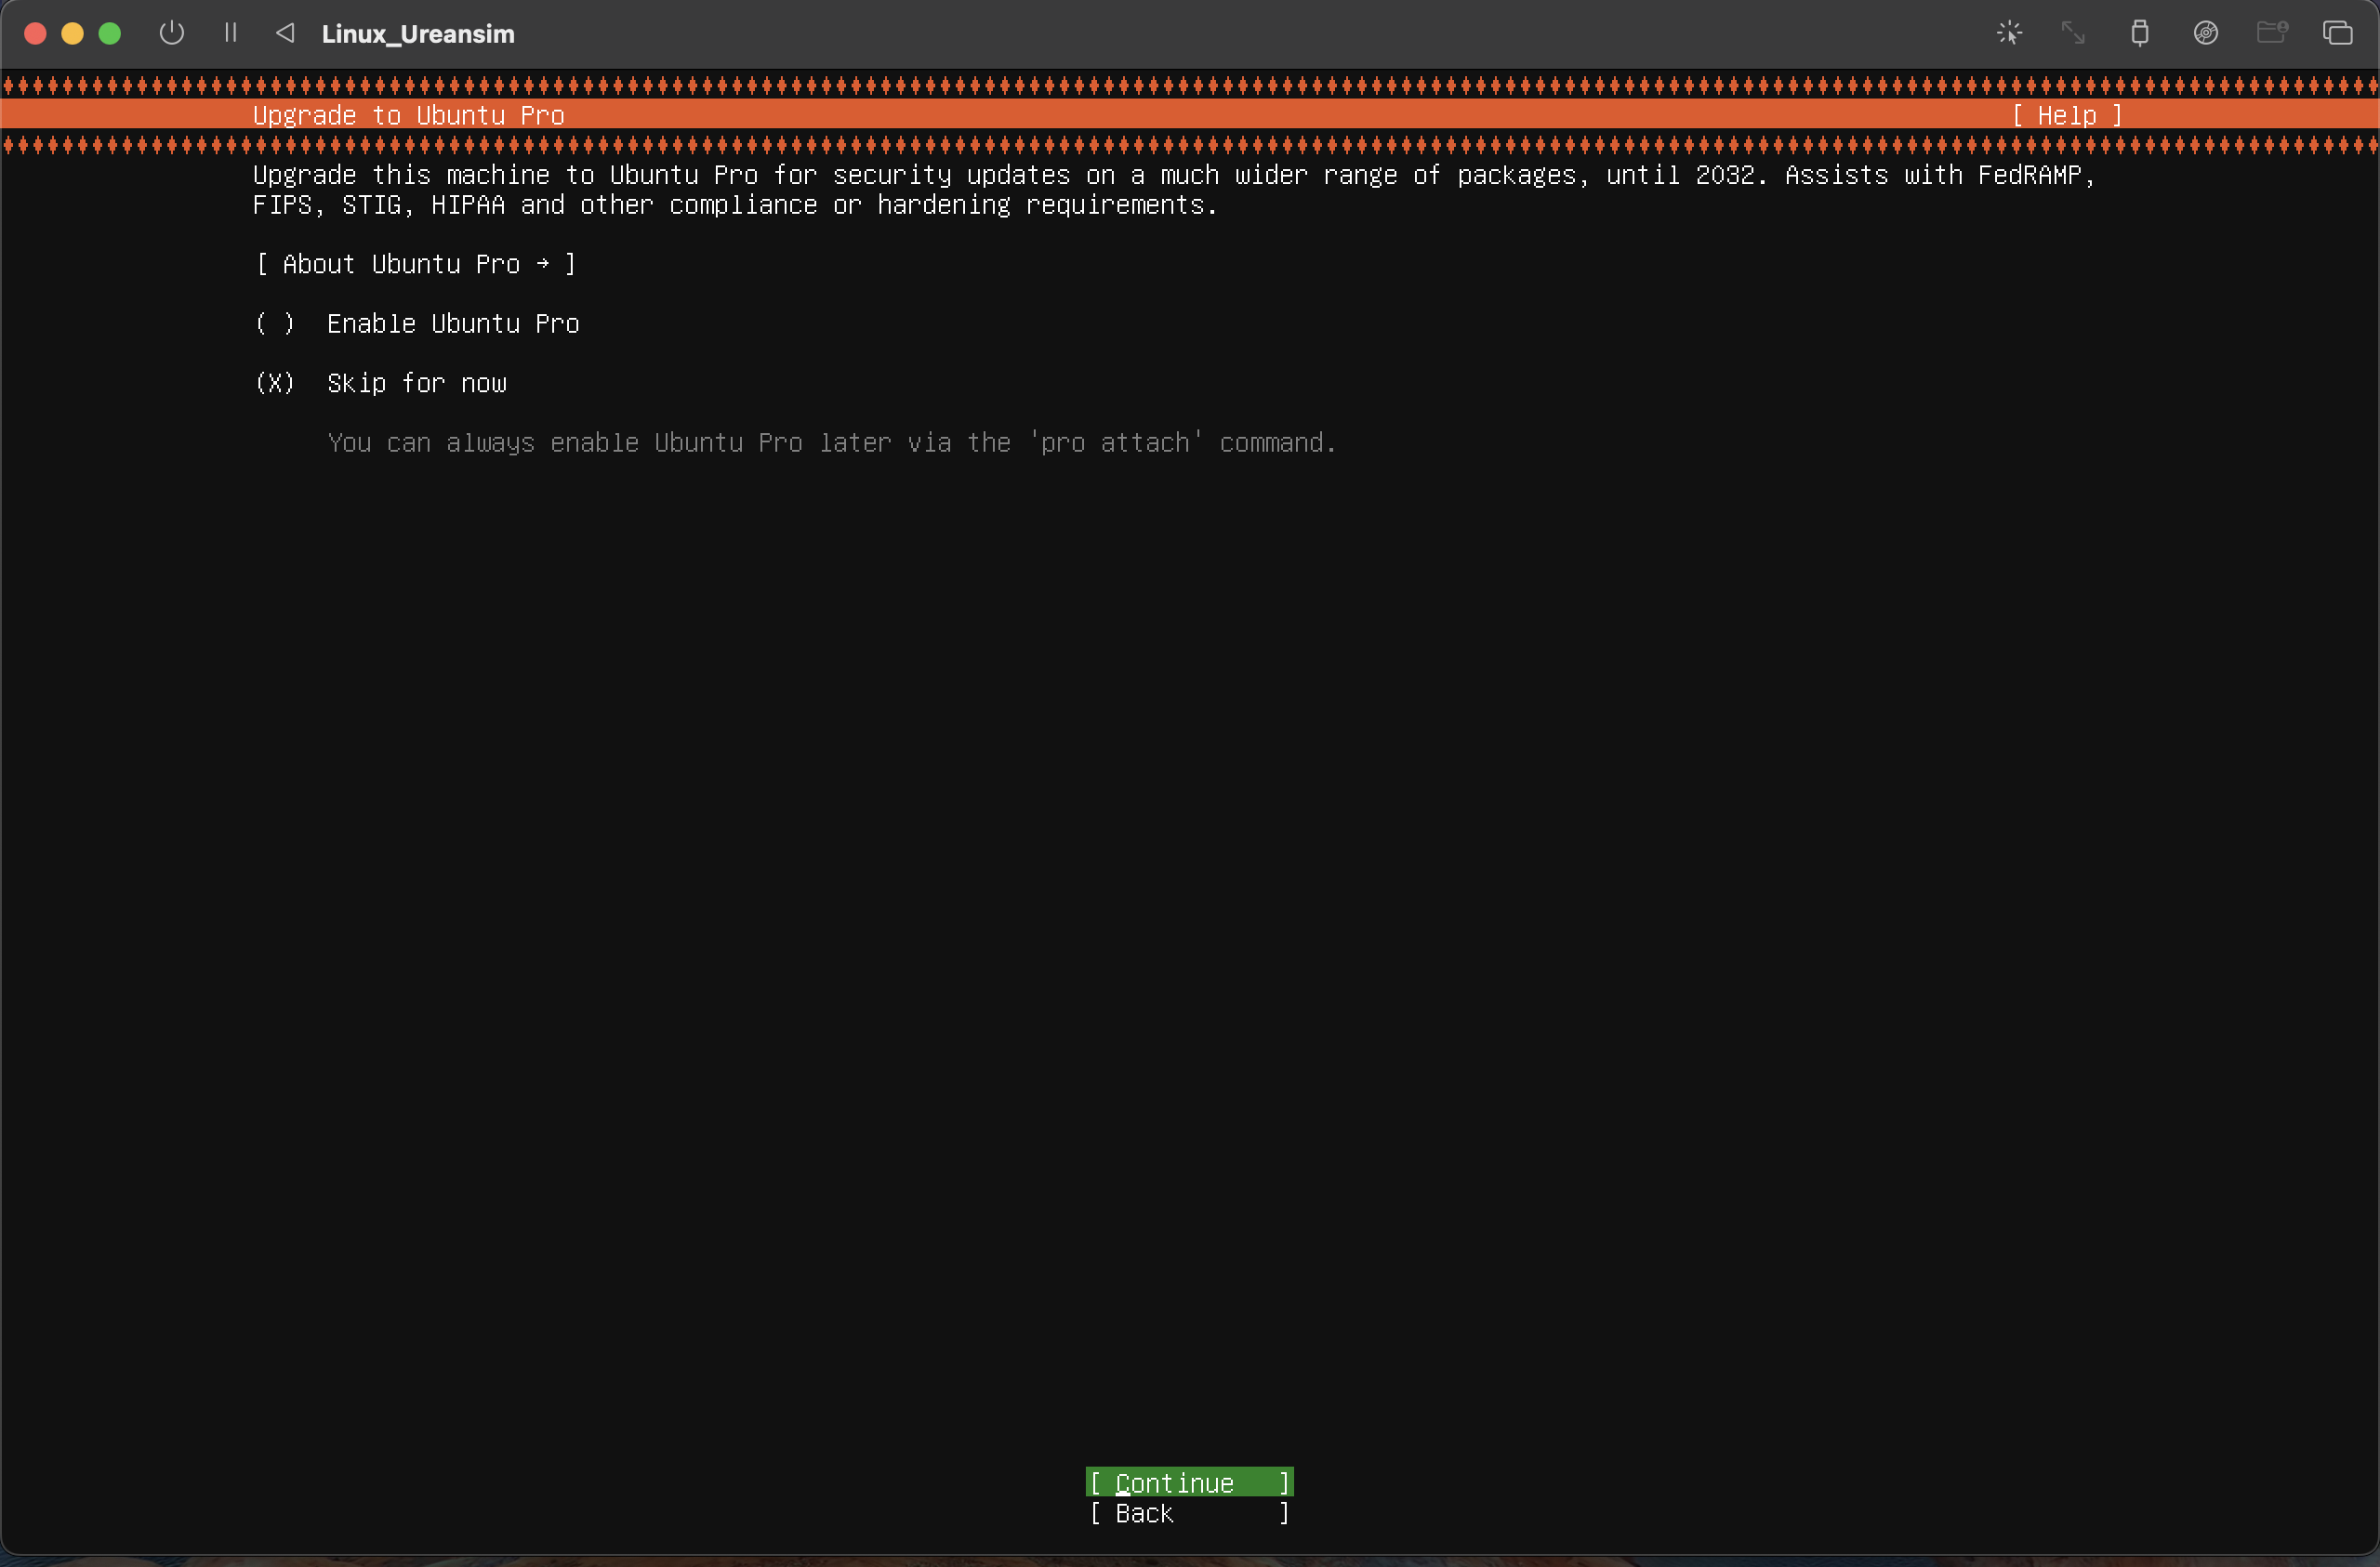 Linux_Ureansim
Upgrade to Ubuntu Pro [ Help ]
Upgrade this machine to Ubuntu Pro for security updates on a much wider range of packages, until 2032. Assists with FedRAMP,
FIPS, STIG, HIPAA and other compliance or hardening requirements.
[ About Ubuntu Pro → ]
( ) Enable Ubuntu Pro
(X) Skip for now
You can always enable Ubuntu Pro later via the 'pro attach' command.
[ Continue ]
[ Back ]